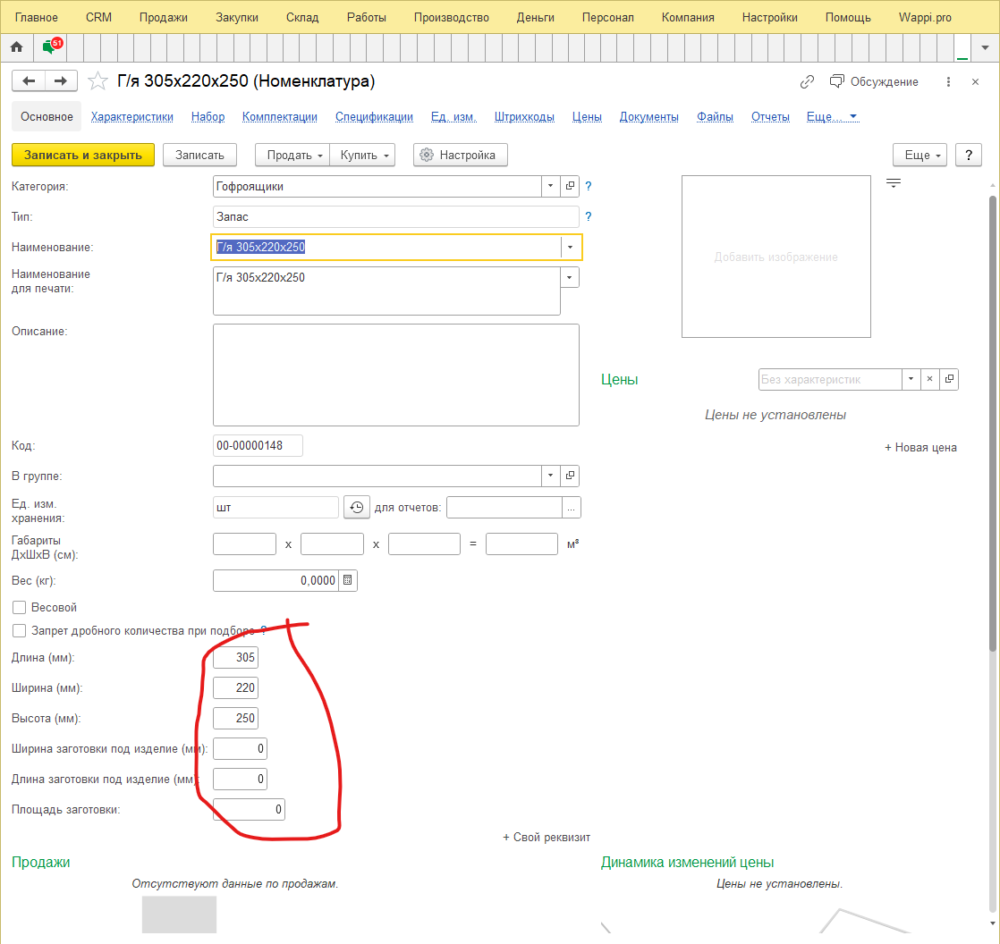 Главное CRM Продажи Закупки Склад Работы Производство Деньги Персонал Компания Настройки Помощь Wappi.pro
51
Г/я 305х220х250 (Номенклатура) Обсуждение
Основное Характеристики Набор Комплектации Спецификации Ед. изм. Штрихкоды Цены Документы Файлы Отчеты Еще...
Записать и закрыть Записать Продать Купить Настройка Еще ?
Категория: Гофроящики ?
Тип: Запас ?
Наименование: Г/я 305х220х250
Добавить изображение
Наименование
для печати:
Г/я 305х220х250
Описание:
Цены Без характеристик
Цены не установлены
Код: 00-00000148
+ Новая цена
В группе:
Ед. изм.
хранения:
шт для отчетов: ...
Габариты
ДхШхВ (см):
х х = м³
Вес (кг): 0,0000
Весовой
Запрет дробного количества при подборе ?
Длина (мм): 305
Ширина (мм): 220
Высота (мм): 250
Ширина заготовки под изделие (мм): 0
Длина заготовки под изделие (мм): 0
Площадь заготовки: 0
+ Свой реквизит
Продажи Динамика изменений цены
Отсутствуют данные по продажам. Цены не установлены.